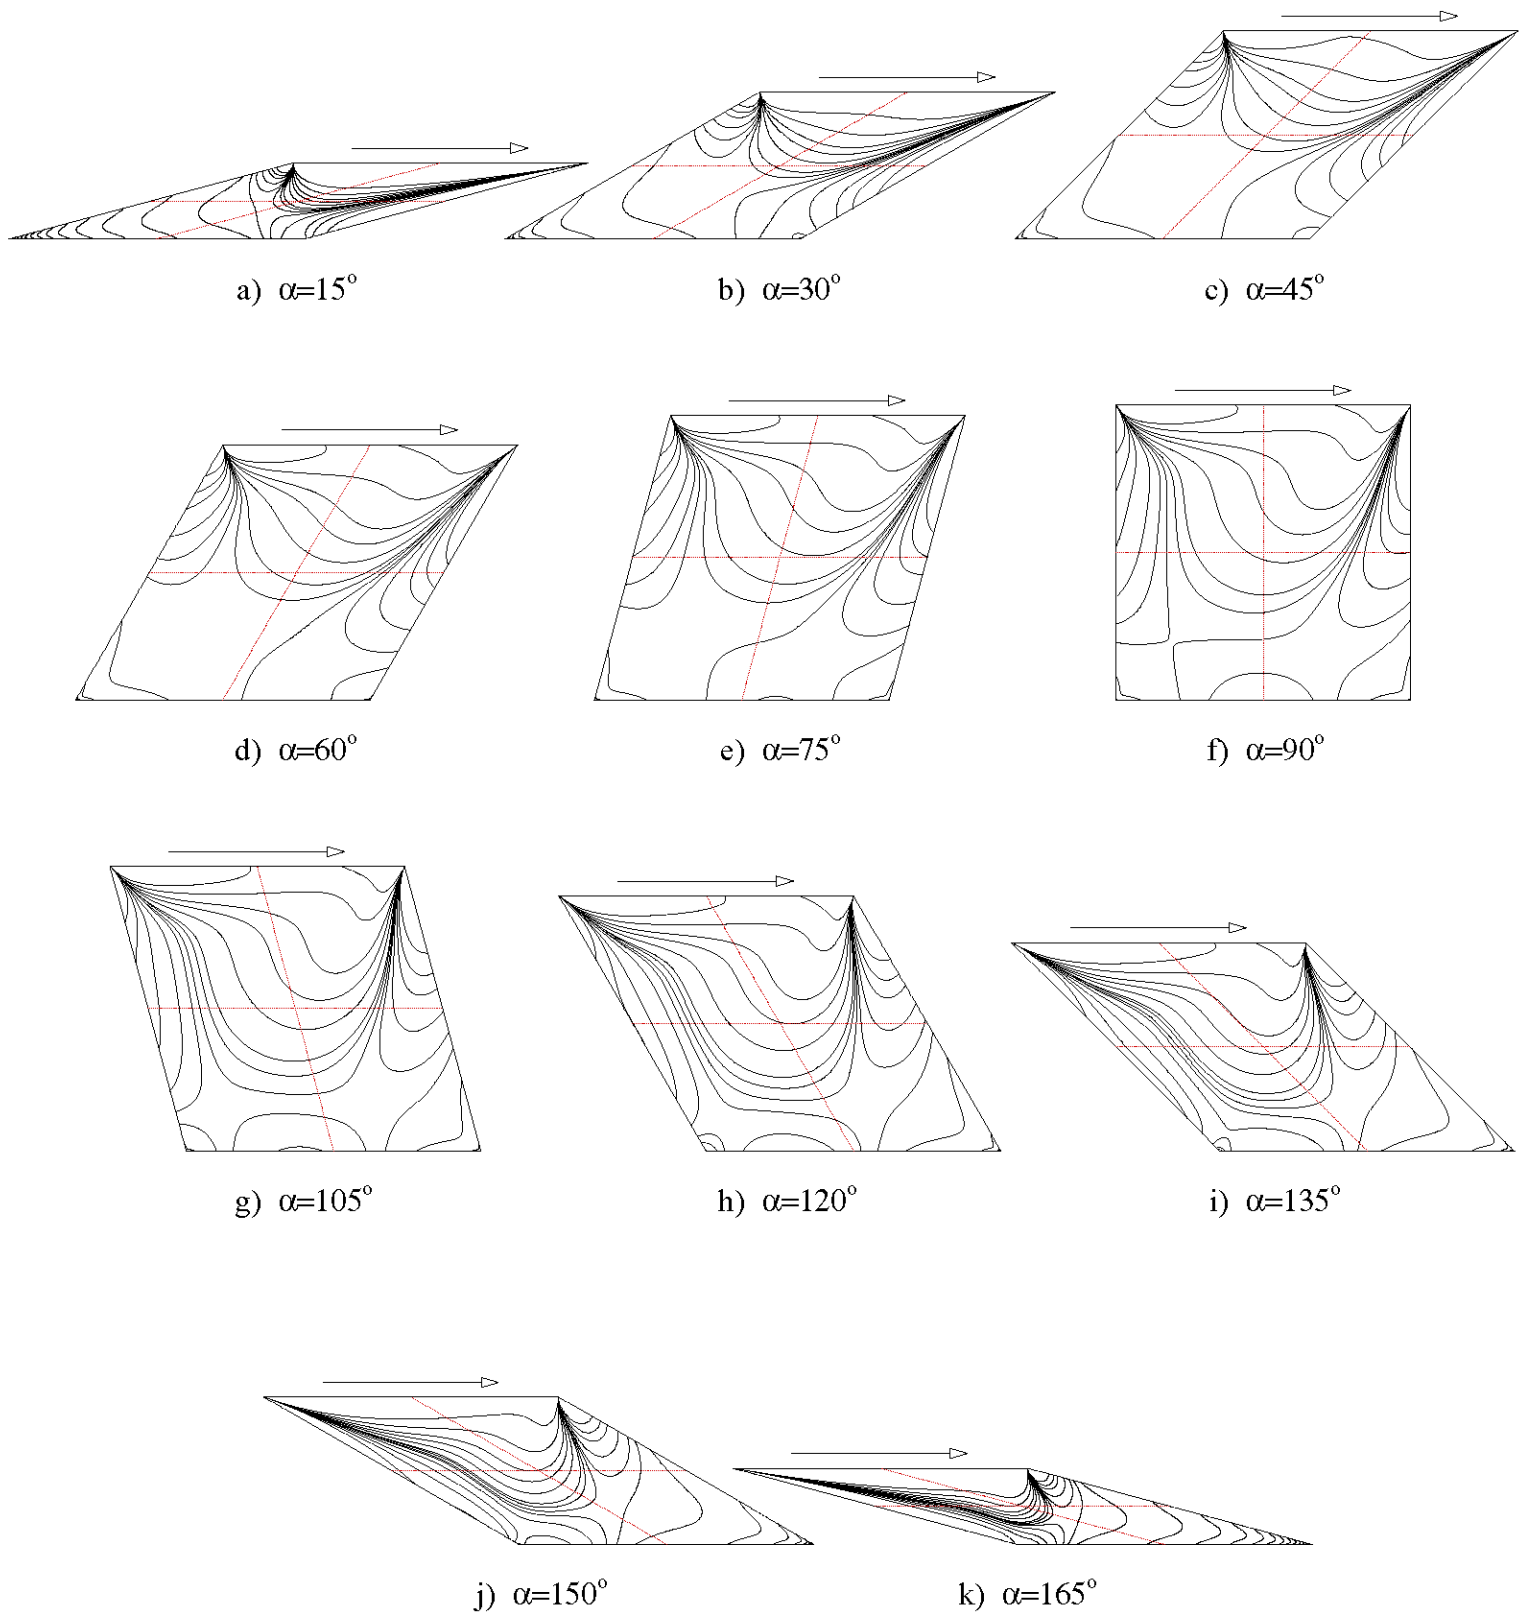 a) α=15°
b) α=30°
c) α=45°
d) α=60°
e) α=75°
f) α=90°
g) α=105°
h) α=120°
i) α=135°
j) α=150°
k) α=165°